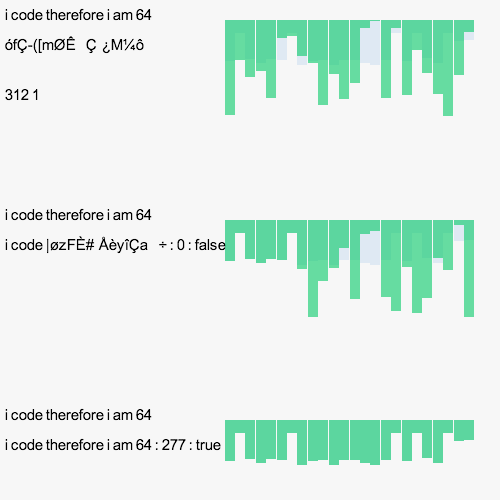 i code therefore i am 64
ófÇ-([mØÊ Ç ¿M¼ô
312 1
i code therefore i am 64
i code |øzFÈ# ÅèyîÇa ÷ : 0 : false
i code therefore i am 64
i code therefore i am 64 : 277 : true